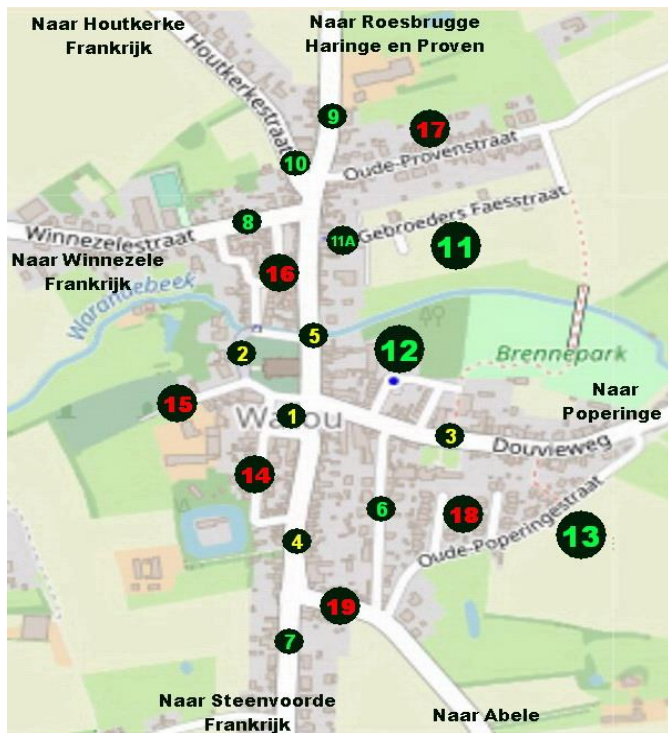 Naar Houtkerke
Frankrijk
Naar Roesbrugge
Haringe en Proven
Houtkerkestraat
9
17
10
Oude-Provenstraat
8
Winnezelestraat
11A
Gebroeders Faesstraat
11
Naar Winnezele
Frankrijk
16
Warandebeek
5
2
12
Brennepark
15
Naar
Poperinge
1
Watou
3
Douvieweg
14
6
18
Oude-Poperingestraat
13
4
19
7
Naar Steenvoorde
Frankrijk
Naar Abele